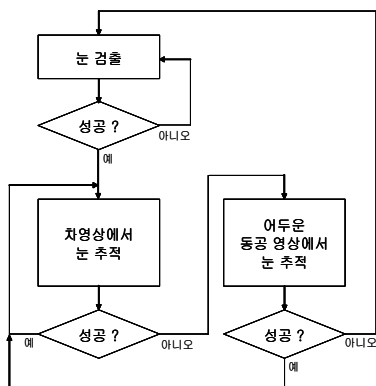 눈 검출
성공 ?
아니오
예
차영상에서
눈 추적
어두운
동공 영상에서
눈 추적
성공 ?
예
아니오
성공 ?
아니오
예